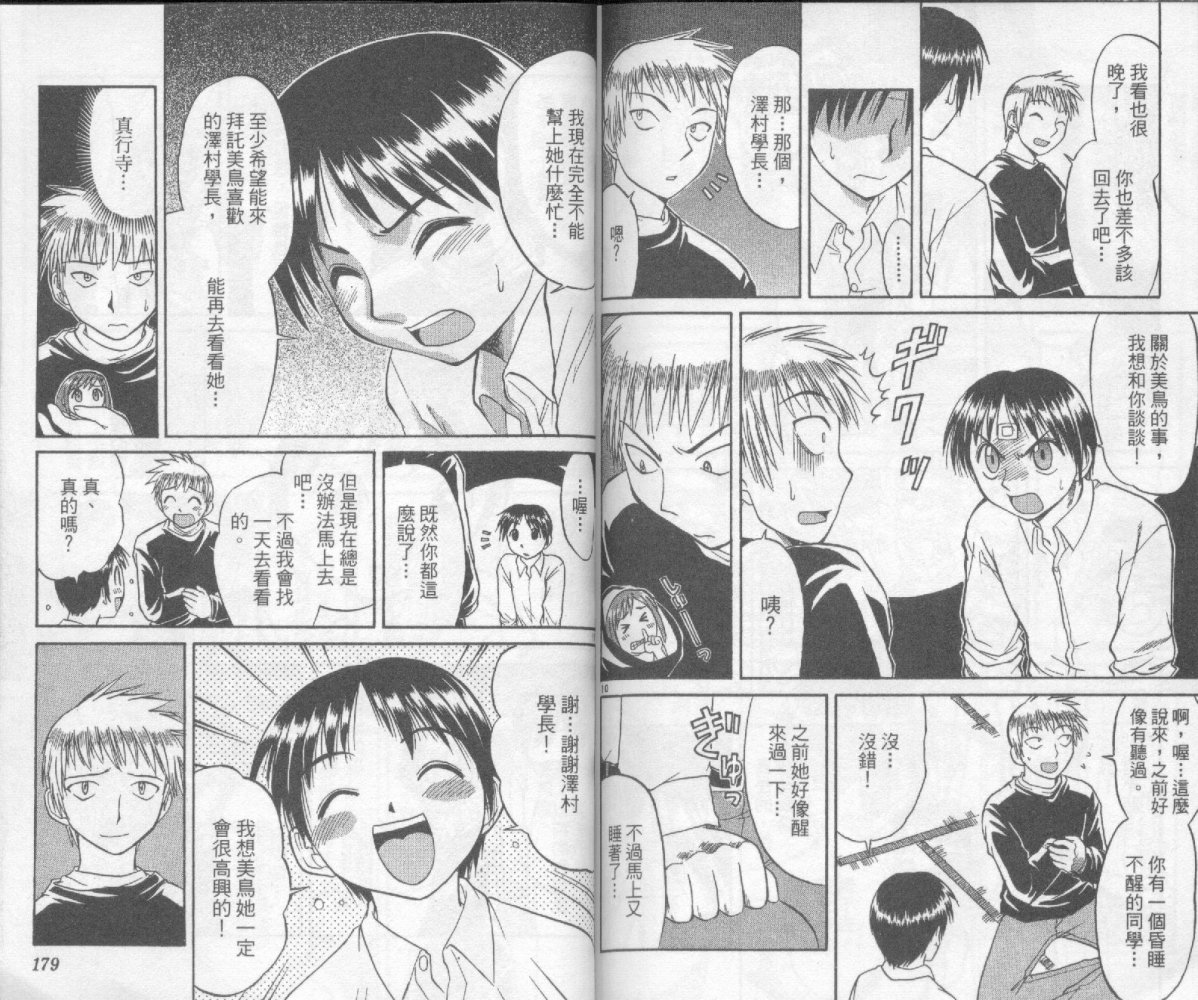 我看也很
晚了，
你也差不多該
回去了吧…
………
那…那個，
澤村學長…
嗯？
關於美鳥的事，
我想和你談談！
ギクッ
咦？
しゅーっ
啊，喔…這麼
說來，之前好
像有聽過。
你有一個昏睡
不醒的同學…
沒…
沒錯！
之前她好像醒
來過一下…
ぎゅっ
不過馬上又
睡著了…
10
我現在完全不能
幫上她什麼忙…
至少希望能來
拜託美鳥喜歡
的澤村學長，
能再去看看她…
真行寺…
…喔…
既然你都這
麼說了…
但是現在總是
沒辦法馬上去
吧…
不過我會找
一天去看看
的。
真、
真的嗎？
謝…謝謝澤村
學長！
我想美鳥她一定
會很高興的！
179